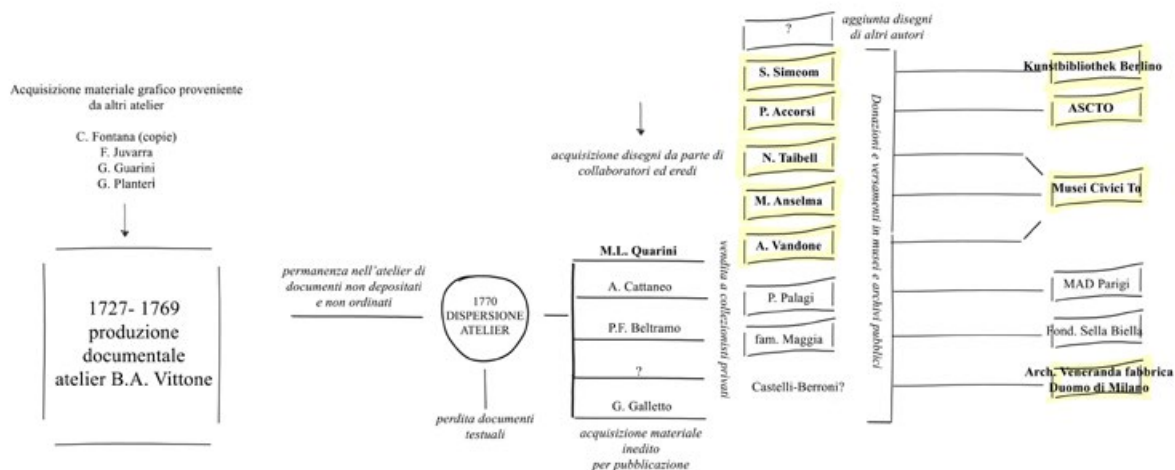 Acquisizione materiale grafico proveniente
da altri atelier
C. Fontana (copie)
F. Juvarra
G. Guarini
G. Planteri
1727- 1769
produzione
documentale
atelier B.A. Vittone
permanenza nell'atelier di
documenti non depositati
e non ordinati
1770
DISPERSIONE
ATELIER
perdita documenti
testuali
acquisizione disegni da parte di
collaboratori ed eredi
M.L. Quarini
A. Cattaneo
P.F. Beltramo
?
G. Galletto
acquisizione materiale
inedito
per pubblicazione
vendita a collezionisti privati
?
S. Simeom
P. Accorsi
N. Taibell
M. Anselma
A. Vandone
P. Palagi
fam. Maggia
Castelli-Berroni?
aggiunta disegni
di altri autori
Donazioni e versamenti in musei e archivi pubblici
Kunstbibliothek Berlino
ASCTO
Musei Civici To
MAD Parigi
Fond. Sella Biella
Arch. Veneranda fabbrica
Duomo di Milano